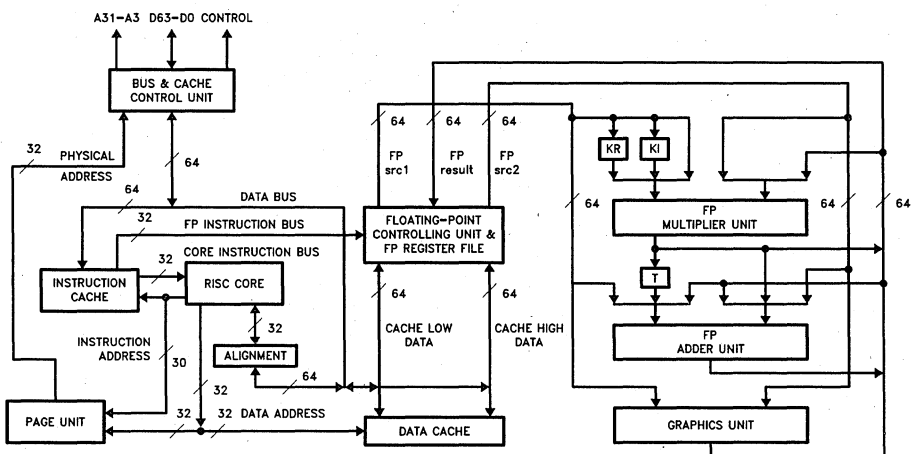 A31-A3 D63-D0 CONTROL
BUS & CACHE
CONTROL UNIT
32
PHYSICAL
ADDRESS
64
64
DATA BUS
32
FP INSTRUCTION BUS
CORE INSTRUCTION BUS
INSTRUCTION
CACHE
32
RISC CORE
INSTRUCTION
ADDRESS
30
32
ALIGNMENT
64
32
PAGE UNIT
32
32
DATA ADDRESS
64
64
64
FP
src1
FP
result
FP
src2
FLOATING-POINT
CONTROLLING UNIT &
FP REGISTER FILE
64
64
CACHE LOW
DATA
CACHE HIGH
DATA
DATA CACHE
KR
KI
64
64
64
FP
MULTIPLIER UNIT
T
FP
ADDER UNIT
GRAPHICS UNIT